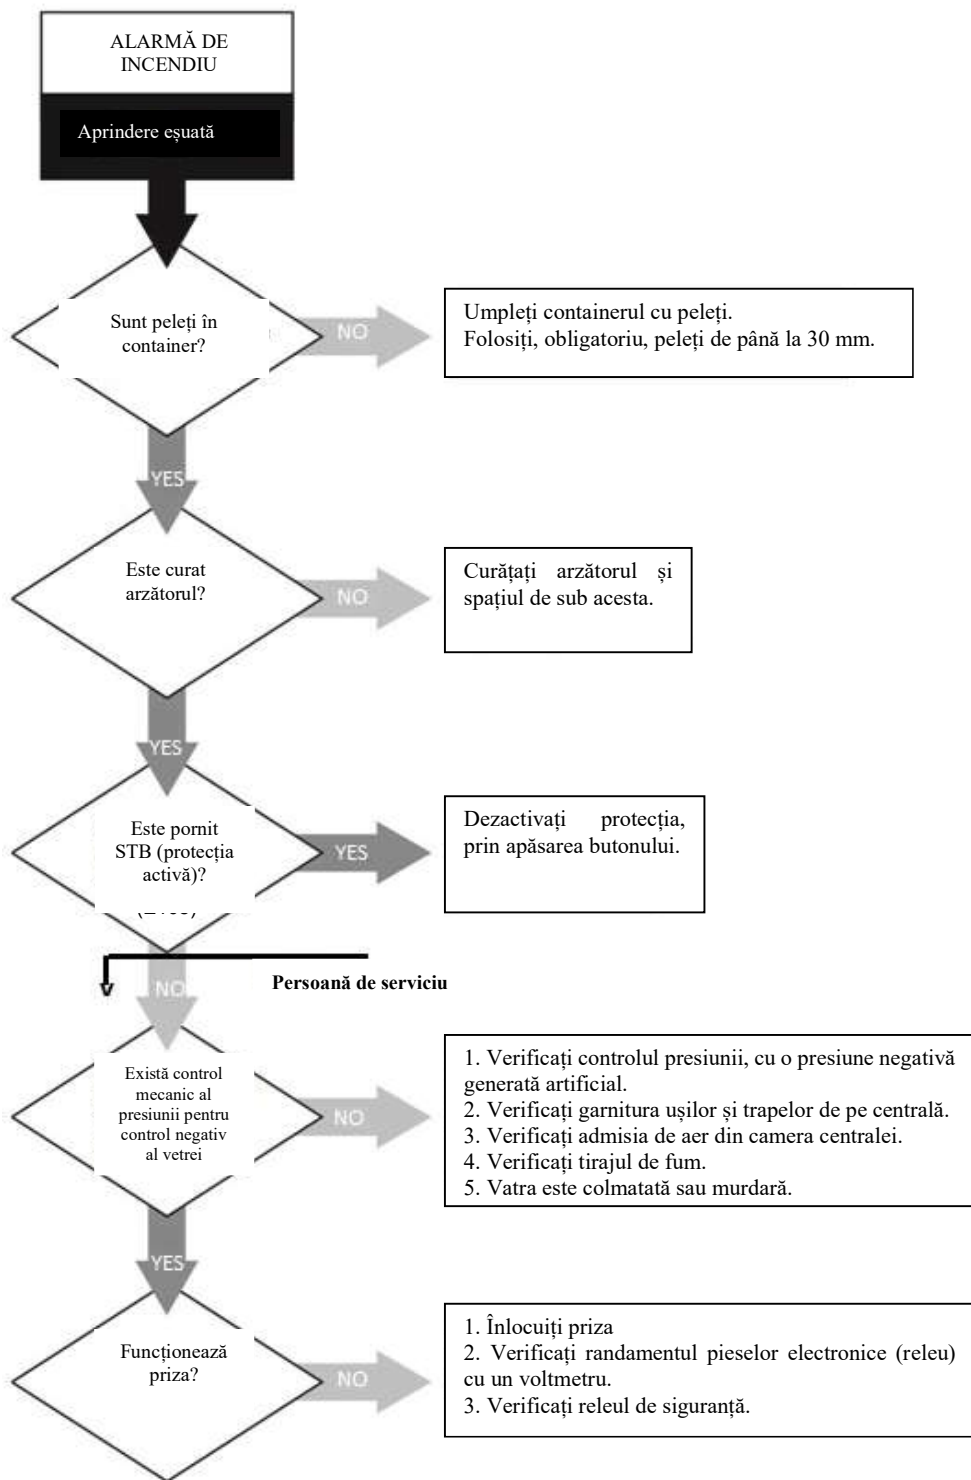 ALARMĂ DE
INCENDIU
Aprindere eșuată
Sunt peleți în
container?
NO
Umpleți containerul cu peleți.
Folosiți, obligatoriu, peleți de până la 30 mm.
YES
Este curat
arzătorul?
NO
Curățați arzătorul și
spațiul de sub acesta.
YES
Este pornit
STB (protecția
activă)?
YES
Dezactivați protecția,
prin apăsarea butonului.
NO
Persoană de serviciu
Există control
mecanic al
presiunii pentru
control negativ
al vetrei
NO
1. Verificați controlul presiunii, cu o presiune negativă
generată artificial.
2. Verificați garnitura ușilor și trapelor de pe centrală.
3. Verificați admisia de aer din camera centralei.
4. Verificați tirajul de fum.
5. Vatra este colmatată sau murdară.
YES
Funcționează
priza?
NO
1. Înlocuiți priza
2. Verificați randamentul pieselor electronice (releu)
cu un voltmetru.
3. Verificați releul de siguranță.